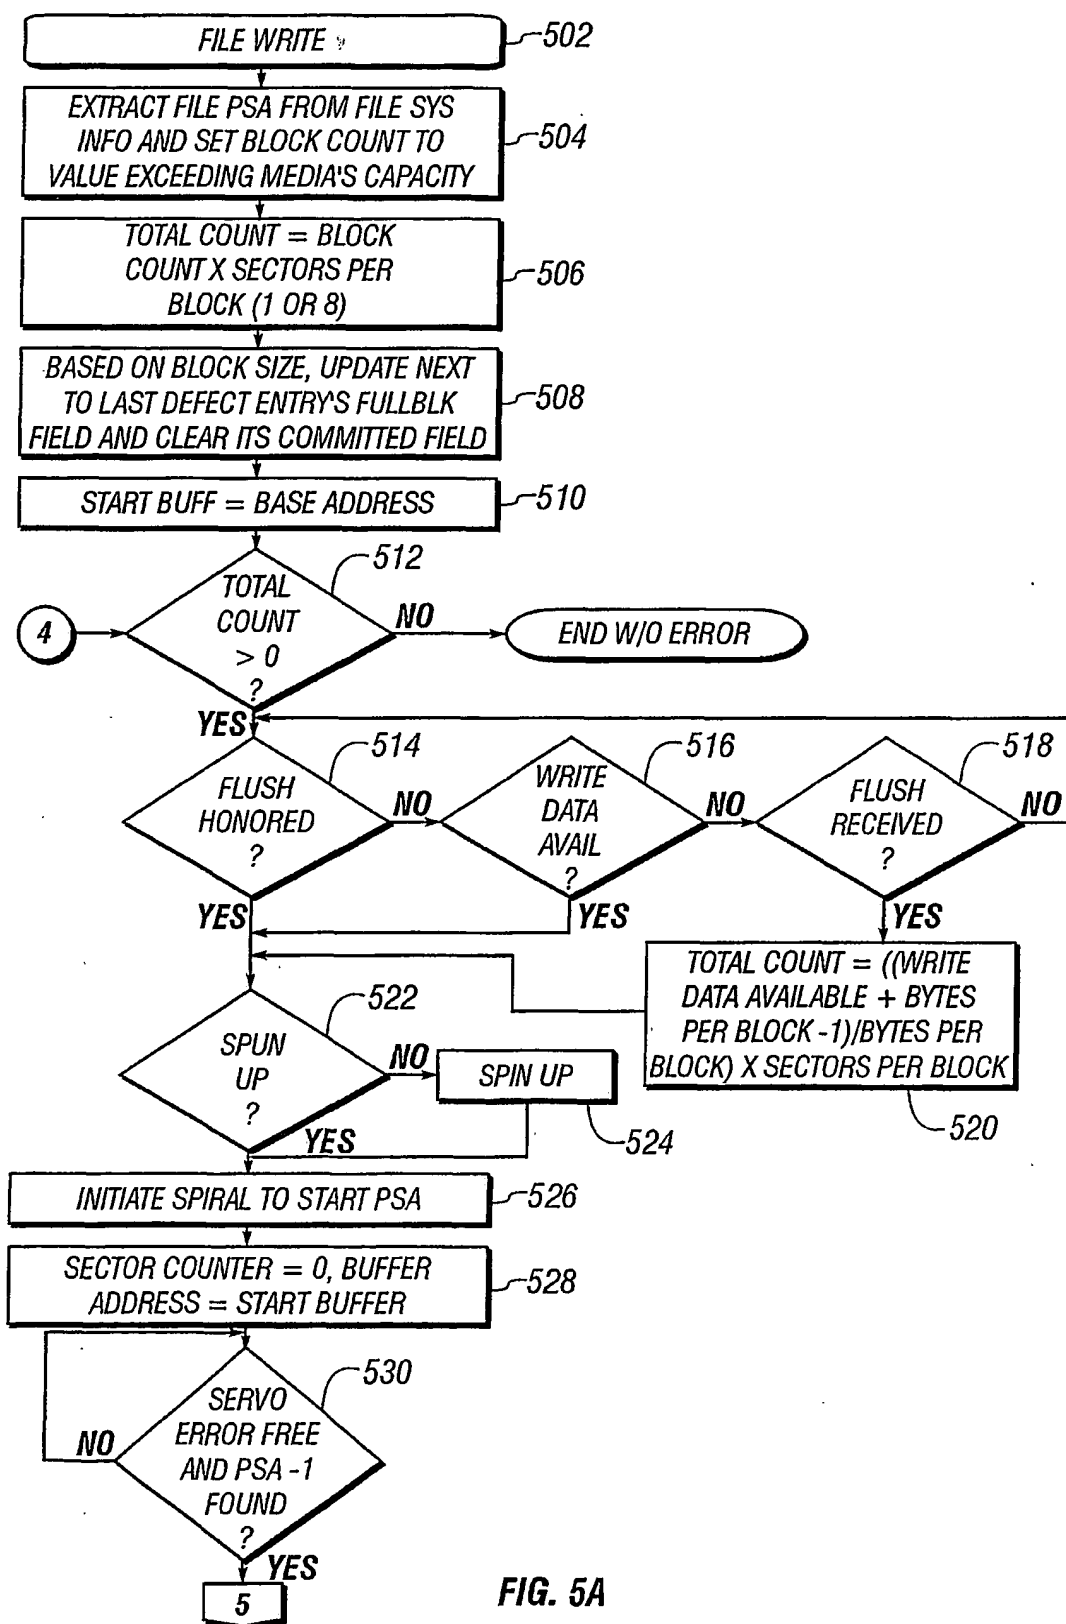 FILE WRITE
502
EXTRACT FILE PSA FROM FILE SYS
INFO AND SET BLOCK COUNT TO
VALUE EXCEEDING MEDIA'S CAPACITY
504
TOTAL COUNT = BLOCK
COUNT X SECTORS PER
BLOCK (1 OR 8)
506
BASED ON BLOCK SIZE, UPDATE NEXT
TO LAST DEFECT ENTRY'S FULLBLK
FIELD AND CLEAR ITS COMMITTED FIELD
508
START BUFF = BASE ADDRESS
510
512
4
TOTAL
COUNT
> 0
?
NO
END W/O ERROR
YES
514
FLUSH
HONORED
?
NO
YES
516
WRITE
DATA
AVAIL
?
NO
YES
518
FLUSH
RECEIVED
?
NO
YES
TOTAL COUNT = ((WRITE
DATA AVAILABLE + BYTES
PER BLOCK -1)/BYTES PER
BLOCK) X SECTORS PER BLOCK
520
522
SPUN
UP
?
NO
SPIN UP
524
YES
INITIATE SPIRAL TO START PSA
526
SECTOR COUNTER = 0, BUFFER
ADDRESS = START BUFFER
528
530
SERVO
ERROR FREE
AND PSA -1
FOUND
?
NO
YES
5
FIG. 5A